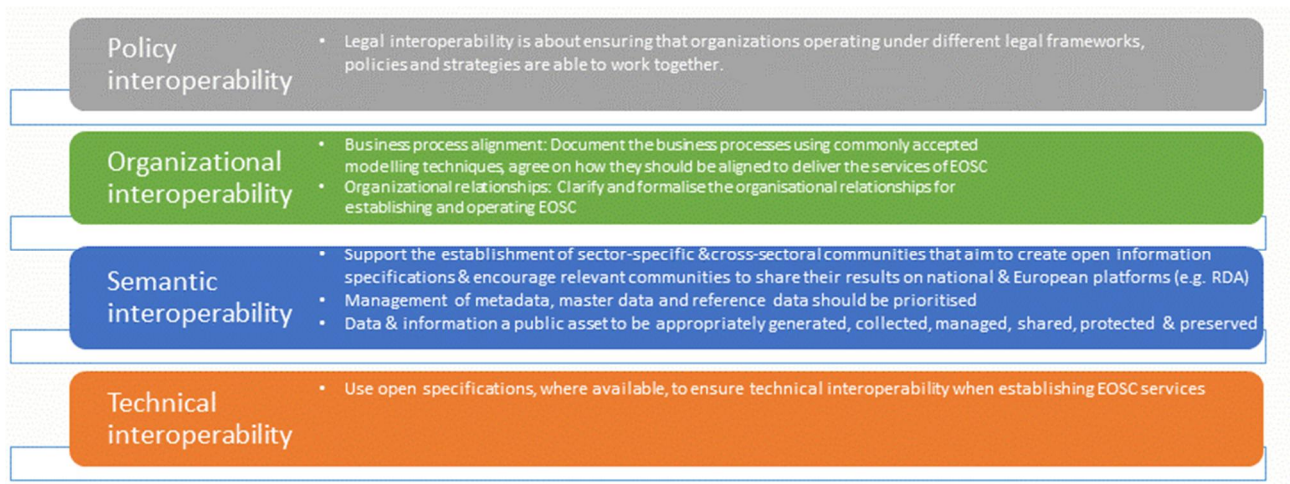 Policy
interoperability
• Legal interoperability is about ensuring that organizations operating under different legal frameworks,
policies and strategies are able to work together.
Organizational
interoperability
• Business process alignment: Document the business processes using commonly accepted
modelling techniques, agree on how they should be aligned to deliver the services of EOSC
• Organizational relationships: Clarify and formalise the organisational relationships for
establishing and operating EOSC
Semantic
interoperability
• Support the establishment of sector-specific &cross-sectoral communities that aim to create open information
specifications & encourage relevant communities to share their results on national & European platforms (e.g. RDA)
• Management of metadata, master data and reference data should be prioritised
• Data & information a public asset to be appropriately generated, collected, managed, shared, protected & preserved
Technical
interoperability
• Use open specifications, where available, to ensure technical interoperability when establishing EOSC services